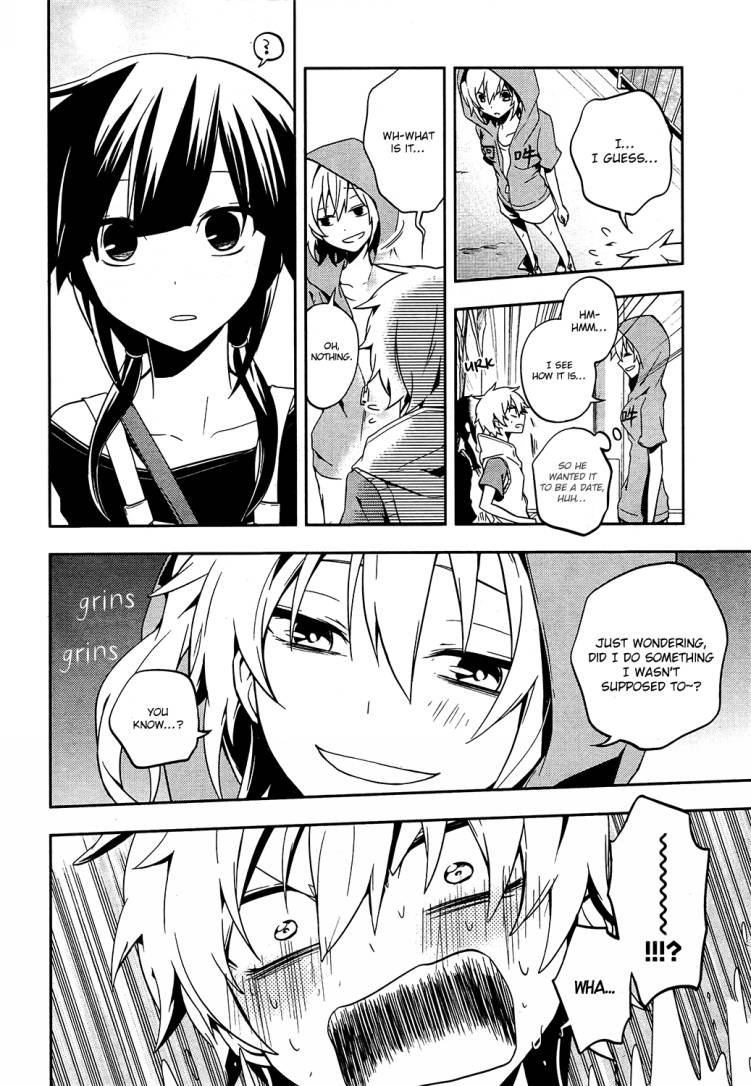 I...
I GUESS...
HM-
HMM...
I SEE
HOW IT IS...
URK
SO HE
WANTED IT
TO BE A DATE,
HUH...
WH-WHAT
IS IT...
OH,
NOTHING.
?
JUST WONDERING,
DID I DO SOMETHING
I WASN'T
SUPPOSED TO~?
grins
grins
YOU
KNOW...?
!!!?
WHA...